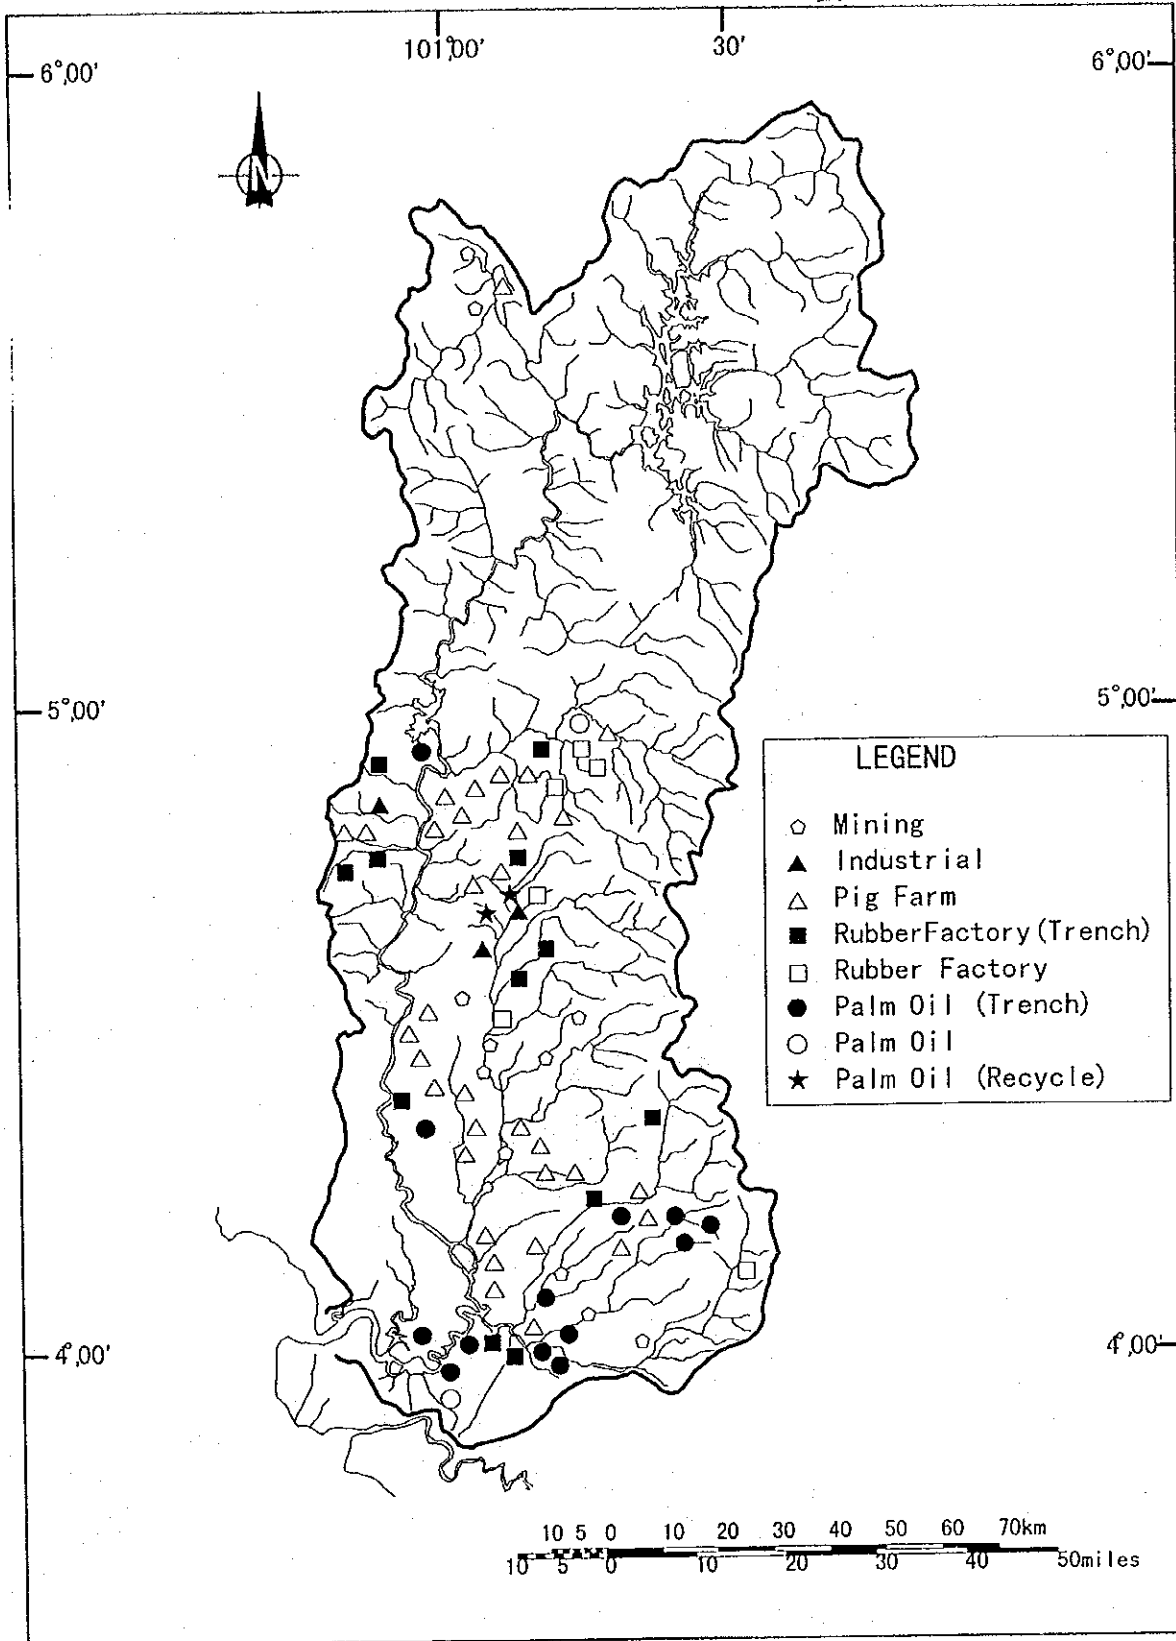 101°00' 30'
6°,00' 6°,00'
N
5°,00' 5°,00'
LEGEND
Mining
Industrial
Pig Farm
RubberFactory(Trench)
Rubber Factory
Palm Oil (Trench)
Palm Oil
Palm Oil (Recycle)
4°,00' 4°,00'
10 5 0 10 20 30 40 50 60 70km
10 5 0 10 20 30 40 50miles